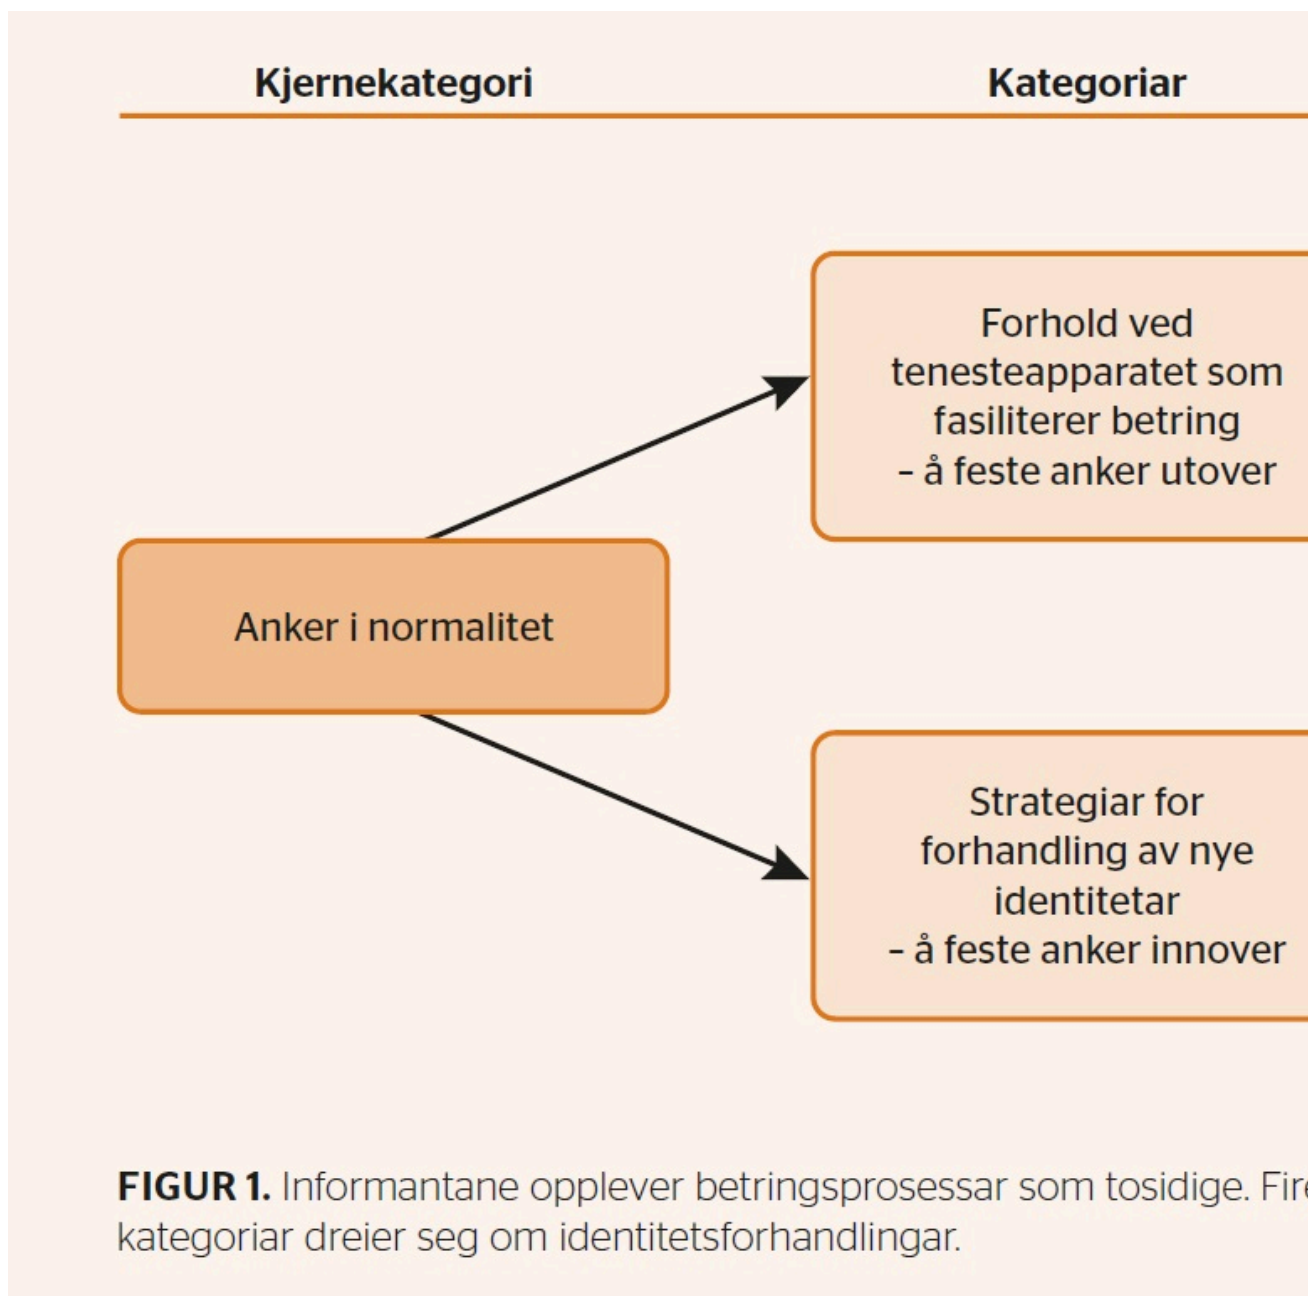 Kjernekategori
Kategoriar
Forhold ved
tenesteapparatet som
fasiliterer betring
– å feste anker utover
Anker i normalitet
Strategiar for
forhandling av nye
identitetar
– å feste anker innover
FIGUR 1. Informantane opplever betringsprosessar som tosidige.
kategoriar dreier seg om identitetsforhandlingar.